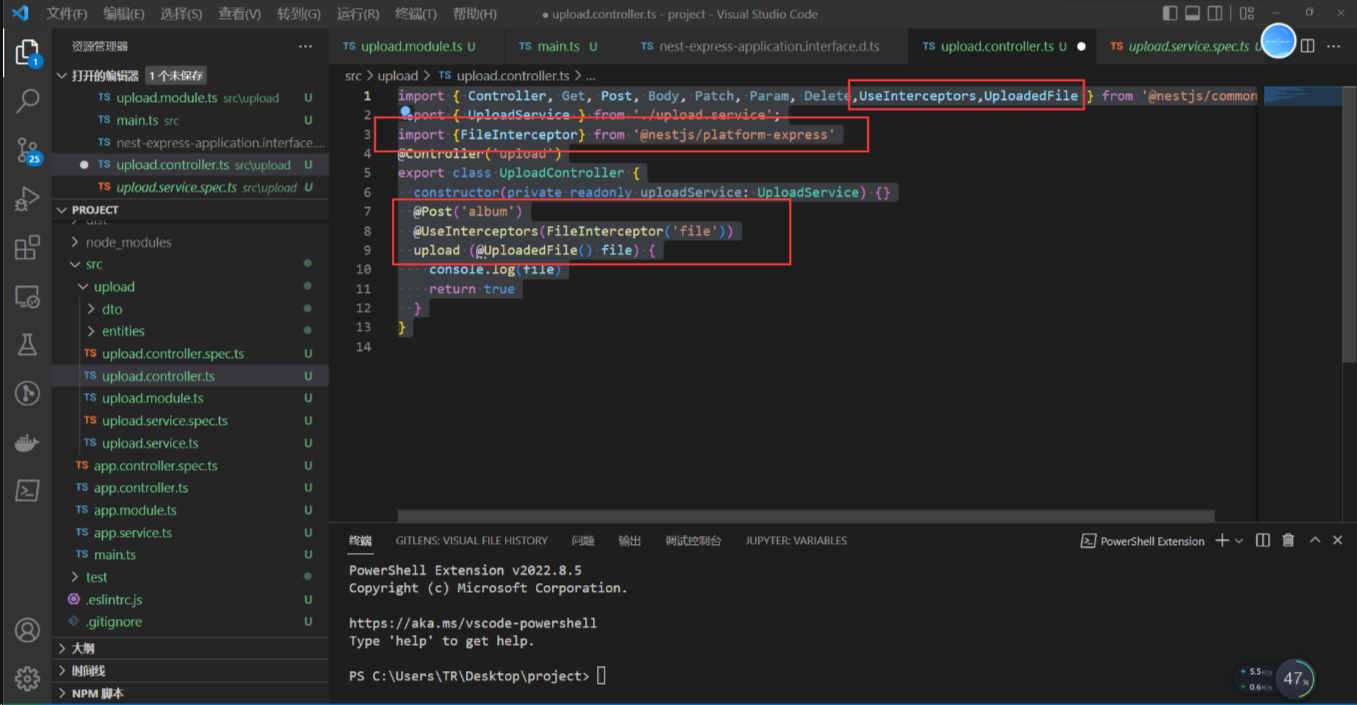 文件(F) 编辑(E) 选择(S) 查看(V) 转到(G) 运行(R) 终端(T) 帮助(H) ● upload.controller.ts - project - Visual Studio Code
资源管理器 ···
TS upload.module.ts U TS main.ts U TS nest-express-application.interface.d.ts TS upload.controller.ts U ● TS upload.service.spec.ts U ···
打开的编辑器 1 个未保存
TS upload.module.ts src\upload U
TS main.ts src U
TS nest-express-application.interface....
● TS upload.controller.ts src\upload U
TS upload.service.spec.ts src\upload U
PROJECT
dist
node_modules
src
upload
dto
entities
TS upload.controller.spec.ts U
TS upload.controller.ts U
TS upload.module.ts U
TS upload.service.spec.ts U
TS upload.service.ts U
TS app.controller.spec.ts U
TS app.controller.ts U
TS app.module.ts U
TS app.service.ts U
TS main.ts U
test
.eslintrc.js U
.gitignore U
大纲
时间线
NPM 脚本
1
25
src > upload > TS upload.controller.ts > ...
1 import { Controller, Get, Post, Body, Patch, Param, Delete,UseInterceptors,UploadedFile } from '@nestjs/common
2 import { UploadService } from './upload.service';
3 import {FileInterceptor} from '@nestjs/platform-express'
4 @Controller('upload')
5 export class UploadController {
6 constructor(private readonly uploadService: UploadService) {}
7 @Post('album')
8 @UseInterceptors(FileInterceptor('file'))
9 upload (@UploadedFile() file) {
10 console.log(file)
11 return true
12 }
13 }
14
终端 GITLENS: VISUAL FILE HISTORY 问题 输出 调试控制台 JUPYTER: VARIABLES PowerShell Extension
PowerShell Extension v2022.8.5
Copyright (c) Microsoft Corporation.
https://aka.ms/vscode-powershell
Type 'help' to get help.
PS C:\Users\TR\Desktop\project>
5.5K/s
0.6K/s
47%